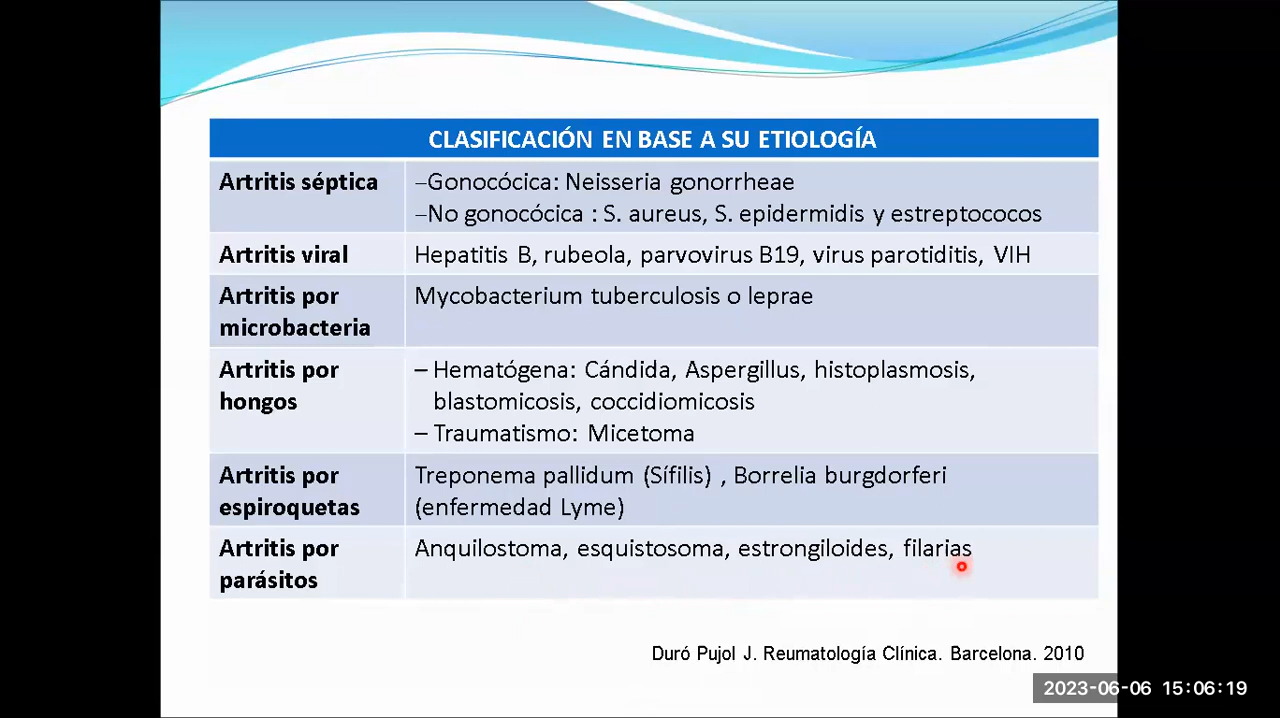 CLASIFICACIÓN EN BASE A SU ETIOLOGÍA
Artritis séptica
–Gonocócica: Neisseria gonorrheae
–No gonocócica : S. aureus, S. epidermidis y estreptococos
Artritis viral
Hepatitis B, rubeola, parvovirus B19, virus parotiditis, VIH
Artritis por
microbacteria
Mycobacterium tuberculosis o leprae
Artritis por
hongos
– Hematógena: Cándida, Aspergillus, histoplasmosis,
blastomicosis, coccidiomicosis
– Traumatismo: Micetoma
Artritis por
espiroquetas
Treponema pallidum (Sífilis) , Borrelia burgdorferi
(enfermedad Lyme)
Artritis por
parásitos
Anquilostoma, esquistosoma, estrongiloides, filarias
Duró Pujol J. Reumatología Clínica. Barcelona. 2010
2023-06-06 15:06:19